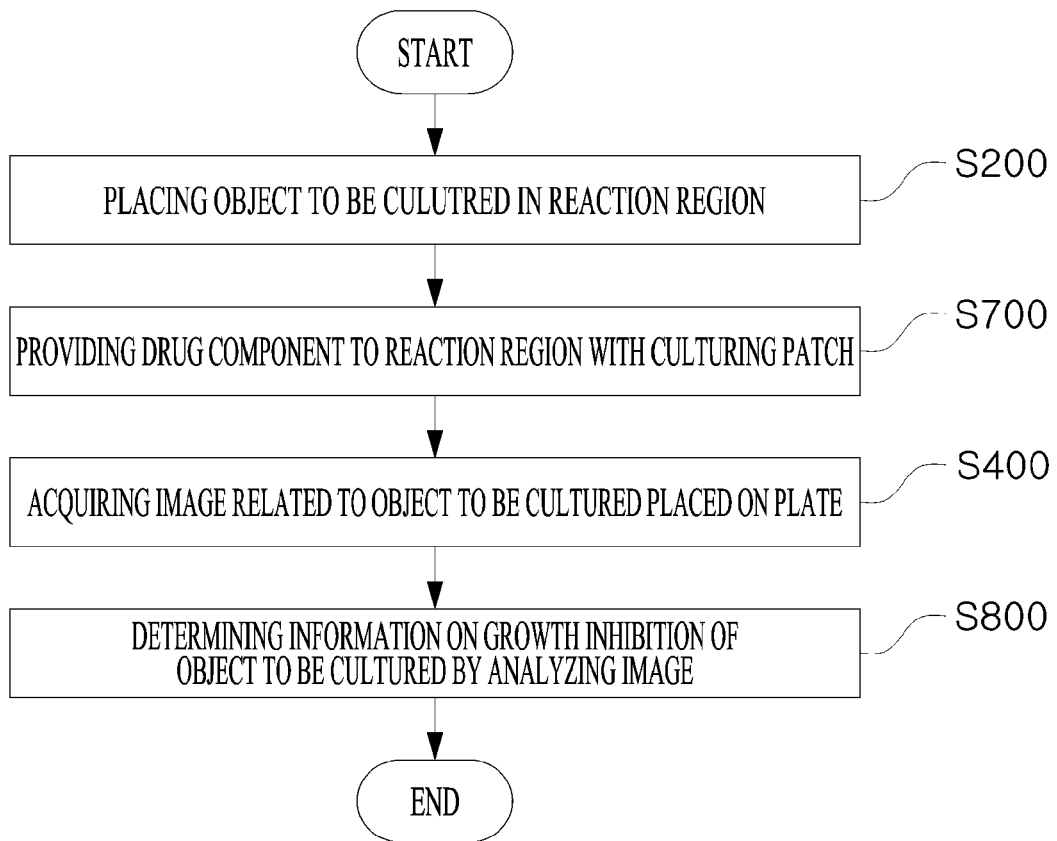 START
PLACING OBJECT TO BE CULUTRED IN REACTION REGION
S200
PROVIDING DRUG COMPONENT TO REACTION REGION WITH CULTURING PATCH
S700
ACQUIRING IMAGE RELATED TO OBJECT TO BE CULTURED PLACED ON PLATE
S400
DETERMINING INFORMATION ON GROWTH INHIBITION OF
OBJECT TO BE CULTURED BY ANALYZING IMAGE
S800
END